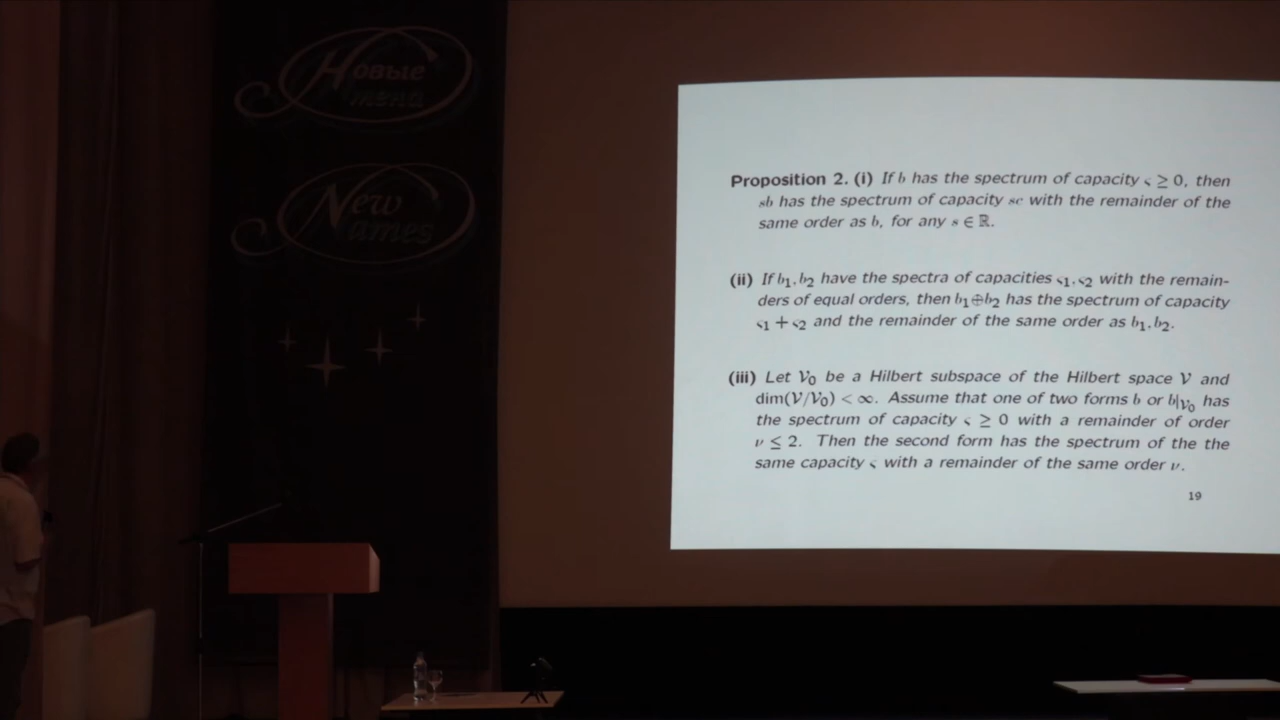 Новые
имена
New
Names
Proposition 2. (i) If b has the spectrum of capacity ς ≥ 0, then
sb has the spectrum of capacity sς with the remainder of the
same order as b, for any s ∈ ℝ.
(ii) If b₁, b₂ have the spectra of capacities ς₁, ς₂ with the remain-
ders of equal orders, then b₁⊕b₂ has the spectrum of capacity
ς₁ + ς₂ and the remainder of the same order as b₁, b₂.
(iii) Let V₀ be a Hilbert subspace of the Hilbert space V and
dim(V/V₀) < ∞. Assume that one of two forms b or b|V₀ has
the spectrum of capacity ς ≥ 0 with a remainder of order
ν ≤ 2. Then the second form has the spectrum of the the
same capacity ς with a remainder of the same order ν.
19